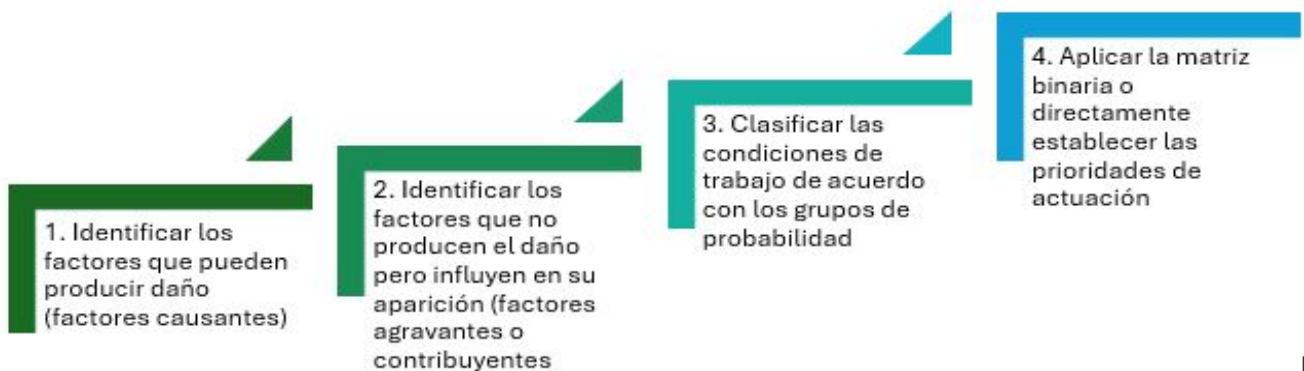 1. Identificar los
factores que pueden
producir daño
(factores causantes)
2. Identificar los
factores que no
producen el daño
pero influyen en su
aparición (factores
agravantes o
contribuyentes
3. Clasificar las
condiciones de
trabajo de acuerdo
con los grupos de
probabilidad
4. Aplicar la matriz
binaria o
directamente
establecer las
prioridades de
actuación